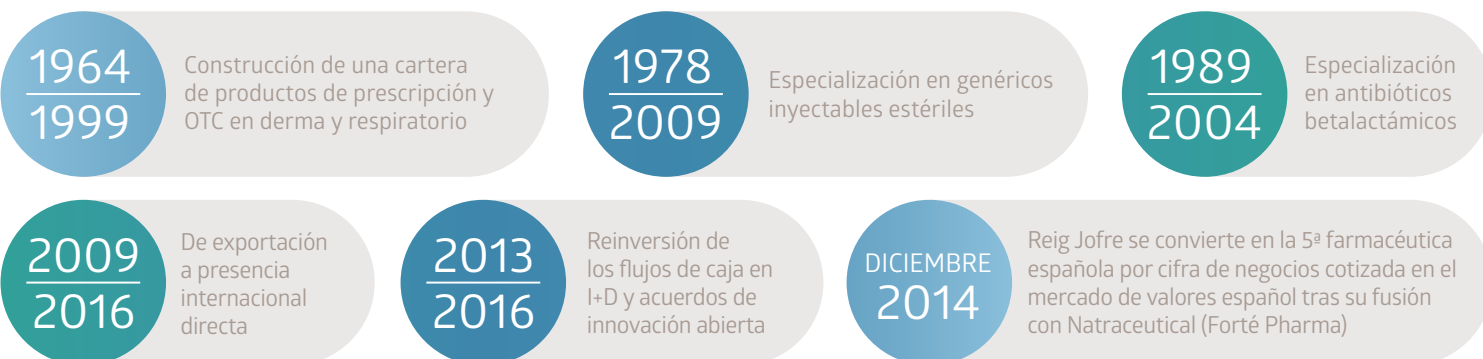 1964
1999
Construcción de una cartera
de productos de prescripción y
OTC en derma y respiratorio
1978
2009
Especialización en genéricos
inyectables estériles
1989
2004
Especialización
en antibióticos
betalactámicos
2009
2016
De exportación
a presencia
internacional
directa
2013
2016
Reinversión de
los flujos de caja en
I+D y acuerdos de
innovación abierta
DICIEMBRE
2014
Reig Jofre se convierte en la 5ª farmacéutica
española por cifra de negocios cotizada en el
mercado de valores español tras su fusión
con Natraceutical (Forté Pharma)